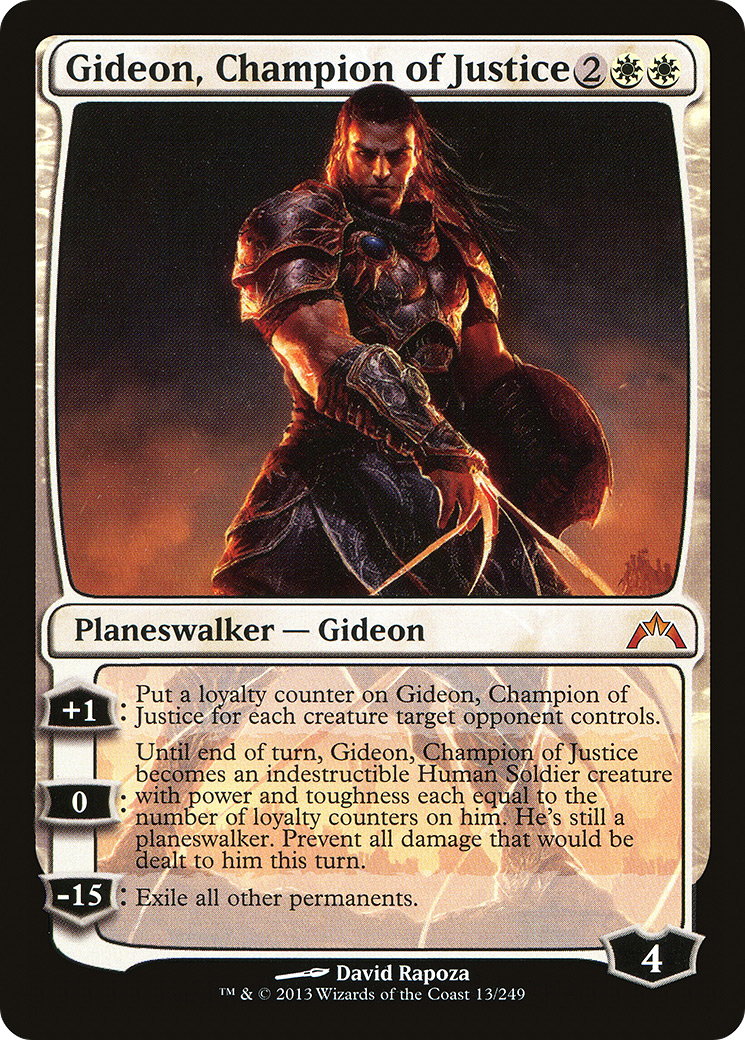 Gideon, Champion of Justice 2
Planeswalker — Gideon
+1 : Put a loyalty counter on Gideon, Champion of
Justice for each creature target opponent controls.
Until end of turn, Gideon, Champion of Justice
becomes an indestructible Human Soldier creature
0 : with power and toughness each equal to the
number of loyalty counters on him. He's still a
planeswalker. Prevent all damage that would be
dealt to him this turn.
-15 : Exile all other permanents.
4
David Rapoza
™ & © 2013 Wizards of the Coast 13/249